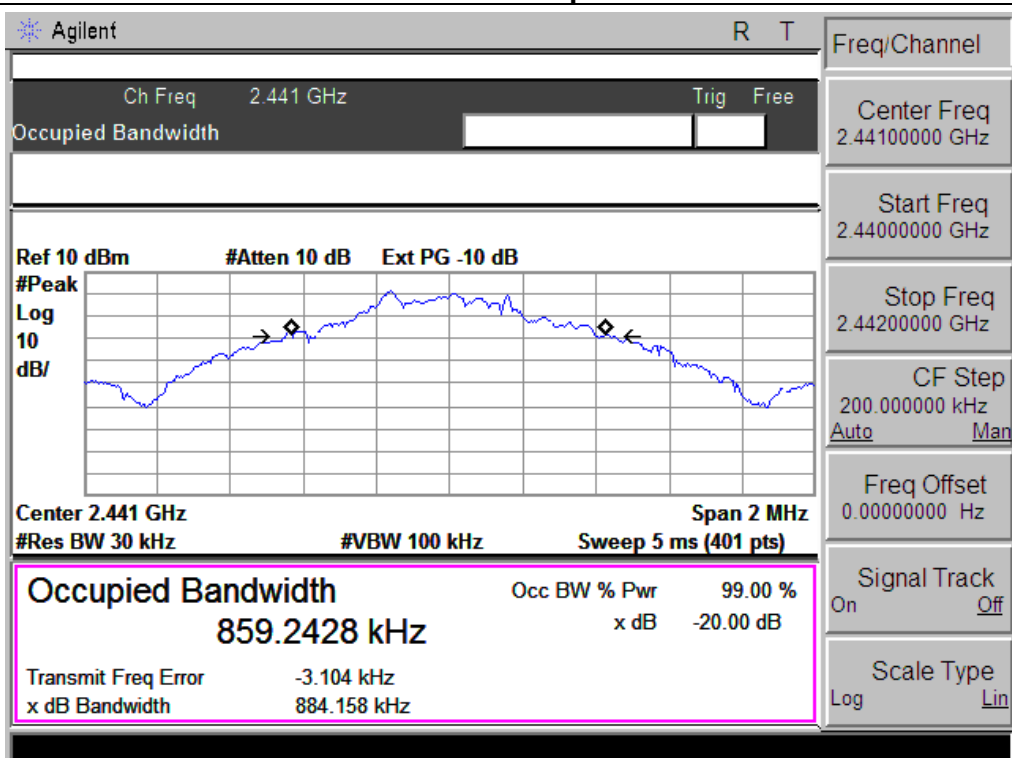 Agilent R T
Ch Freq 2.441 GHz Trig Free
Occupied Bandwidth
Ref 10 dBm #Atten 10 dB Ext PG -10 dB
#Peak
Log
10
dB/
Center 2.441 GHz Span 2 MHz
#Res BW 30 kHz #VBW 100 kHz Sweep 5 ms (401 pts)
Occupied Bandwidth Occ BW % Pwr 99.00 %
859.2428 kHz x dB -20.00 dB
Transmit Freq Error -3.104 kHz
x dB Bandwidth 884.158 kHz
Freq/Channel
Center Freq
2.44100000 GHz
Start Freq
2.44000000 GHz
Stop Freq
2.44200000 GHz
CF Step
200.000000 kHz
Auto Man
Freq Offset
0.00000000 Hz
Signal Track
On Off
Scale Type
Log Lin